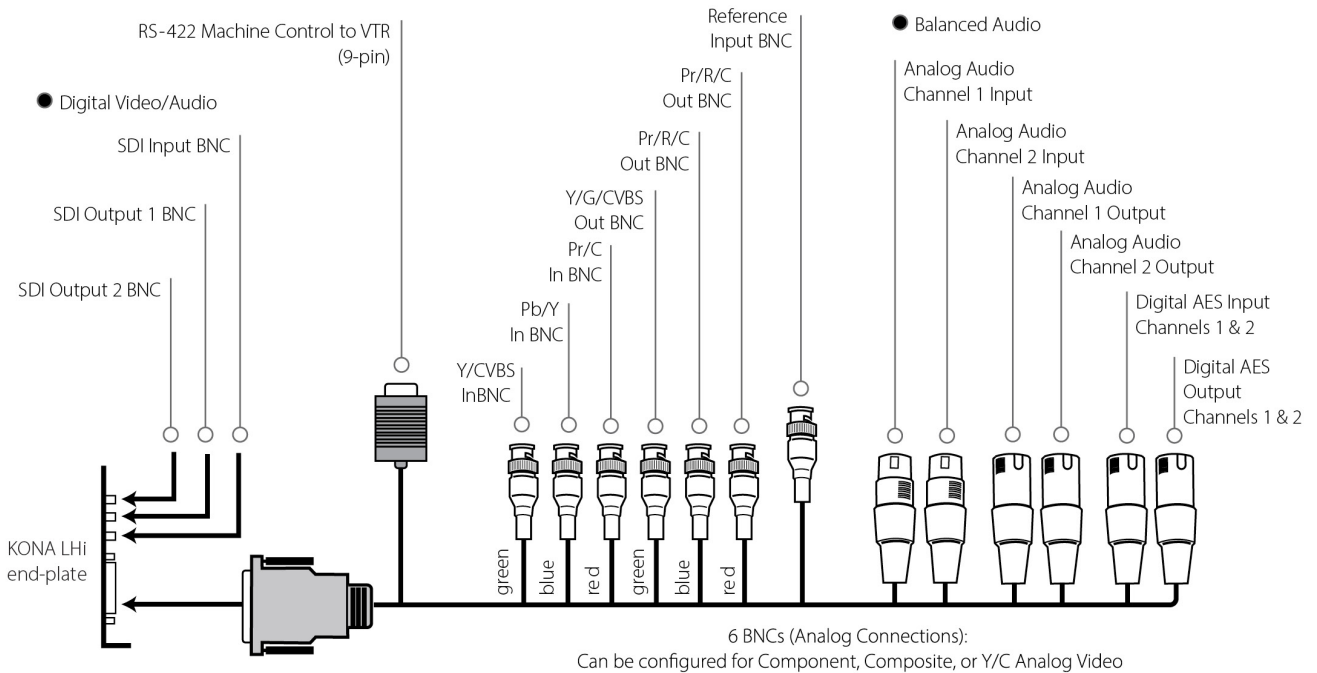 RS-422 Machine Control to VTR
(9-pin)
Digital Video/Audio
SDI Input BNC
SDI Output 1 BNC
SDI Output 2 BNC
KONA LHi
end-plate
Reference
Input BNC
Pr/R/C
Out BNC
Pr/R/C
Out BNC
Y/G/CVBS
Out BNC
Pr/C
In BNC
Pb/Y
In BNC
Y/CVBS
InBNC
Balanced Audio
Analog Audio
Channel 1 Input
Analog Audio
Channel 2 Input
Analog Audio
Channel 1 Output
Analog Audio
Channel 2 Output
Digital AES Input
Channels 1 & 2
Digital AES
Output
Channels 1 & 2
green
blue
red
green
blue
red
6 BNCs (Analog Connections):
Can be configured for Component, Composite, or Y/C Analog Video